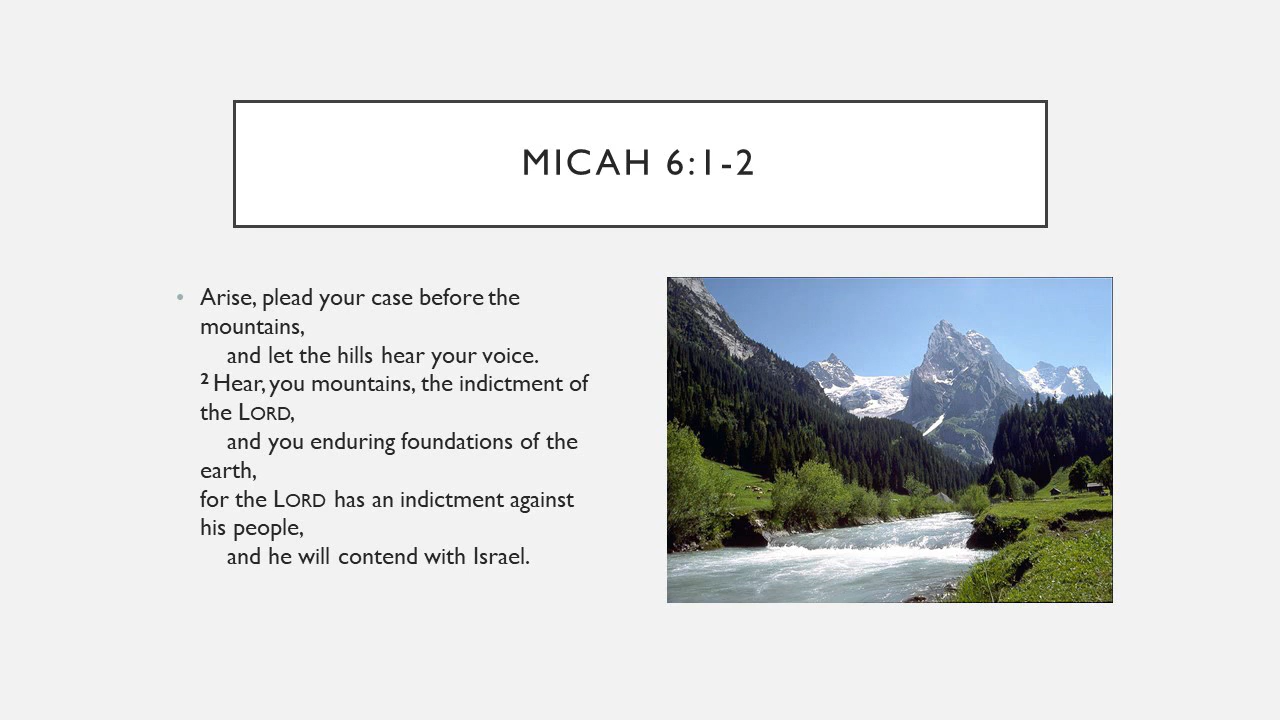 MICAH 6:1-2
• Arise, plead your case before the
mountains,
and let the hills hear your voice.
² Hear, you mountains, the indictment of
the LORD,
and you enduring foundations of the
earth,
for the LORD has an indictment against
his people,
and he will contend with Israel.